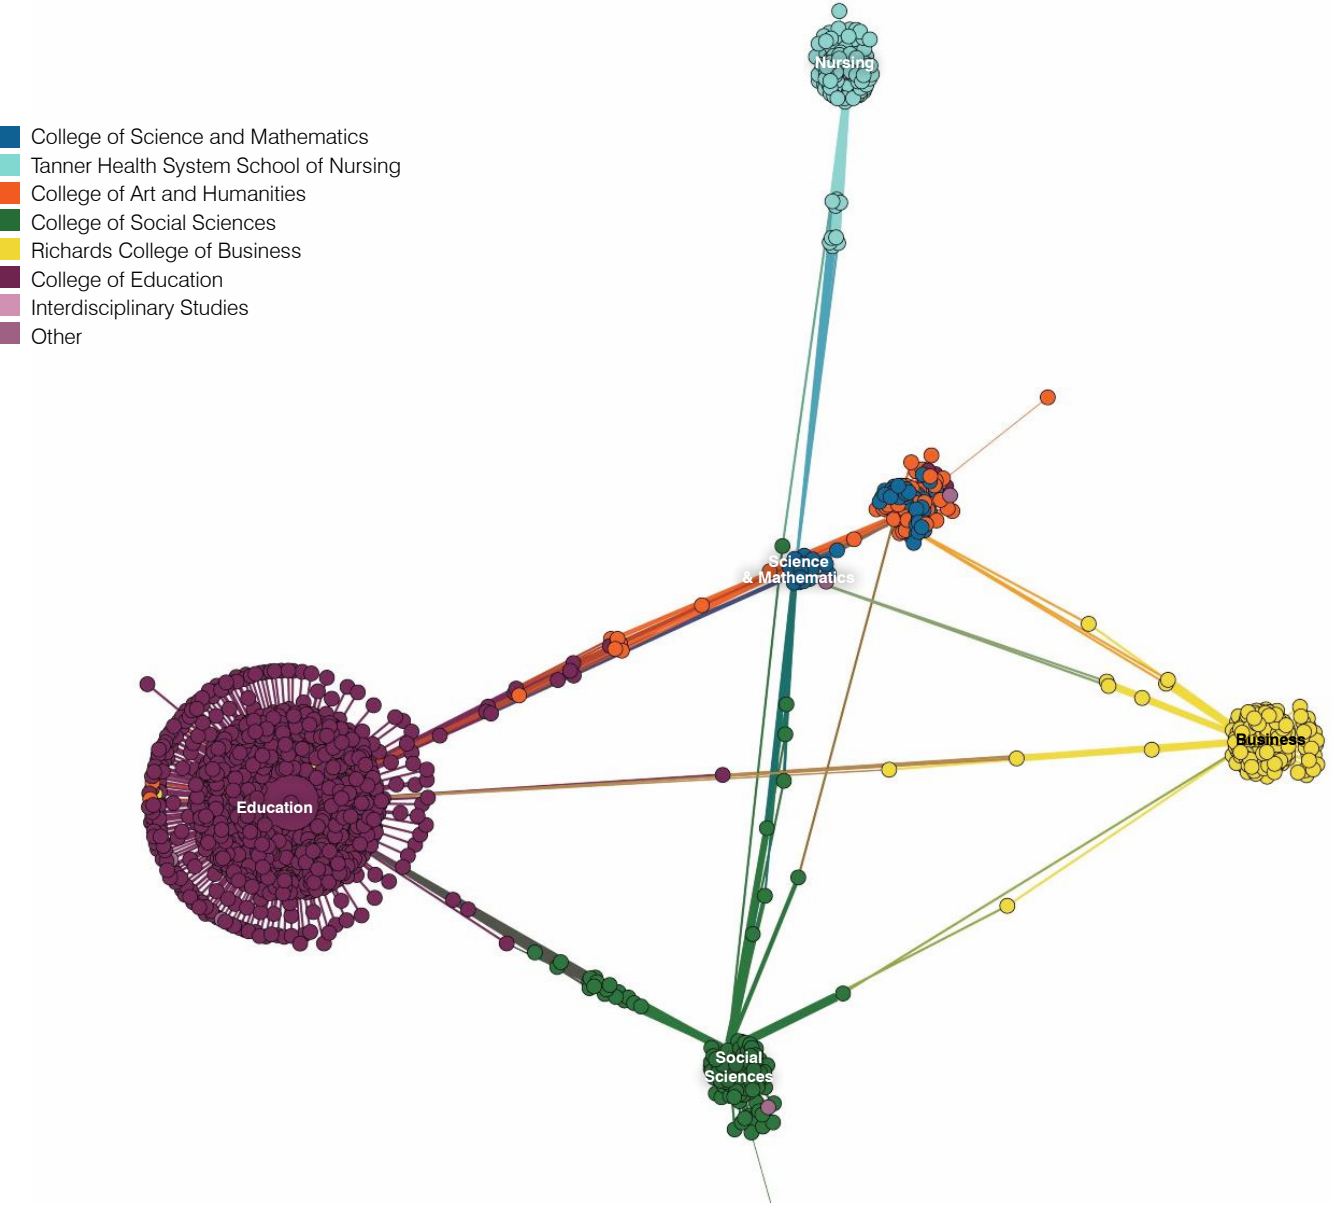 Nursing
College of Science and Mathematics
Tanner Health System School of Nursing
College of Art and Humanities
College of Social Sciences
Richards College of Business
College of Education
Interdisciplinary Studies
Other
Science
& Mathematics
Business
Education
Social
Sciences